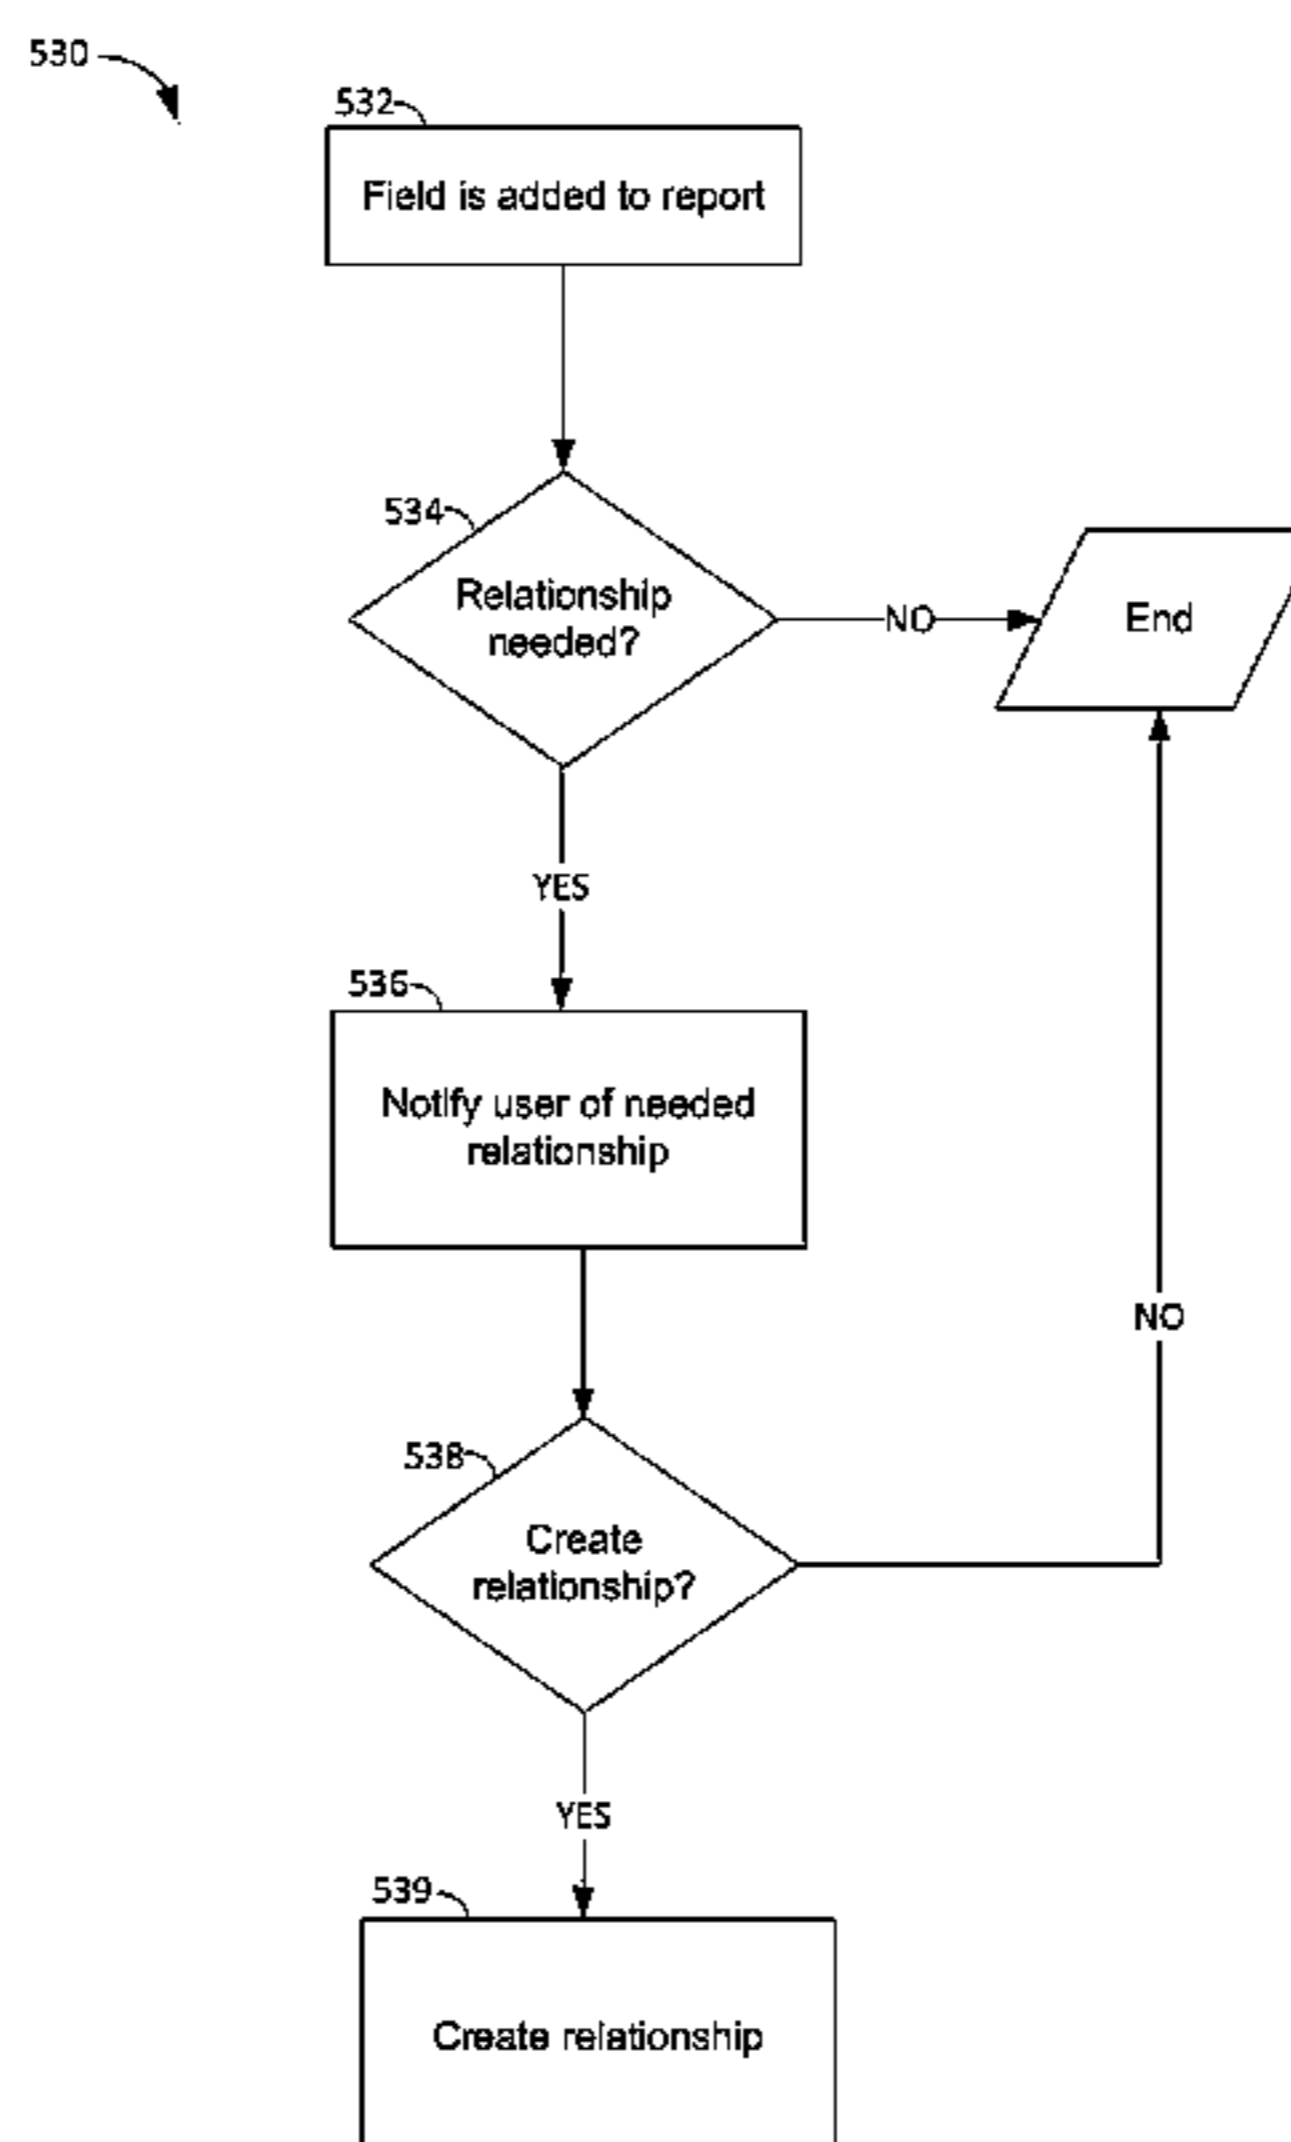 530
532
Field is added to report
534
Relationship
needed?
NO
End
YES
536
Notify user of needed
relationship
NO
538
Create
relationship?
YES
539
Create relationship